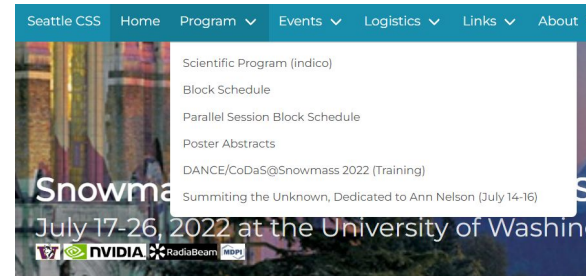 Seattle CSS Home Program Events Logistics Links About
Scientific Program (indico)
Block Schedule
Parallel Session Block Schedule
Poster Abstracts
DANCE/CoDaS@Snowmass 2022 (Training)
Summiting the Unknown, Dedicated to Ann Nelson (July 14-16)
Snowma S
July 17-26, 2022 at the University of Washin
W NVIDIA RadiaBeam MDPI